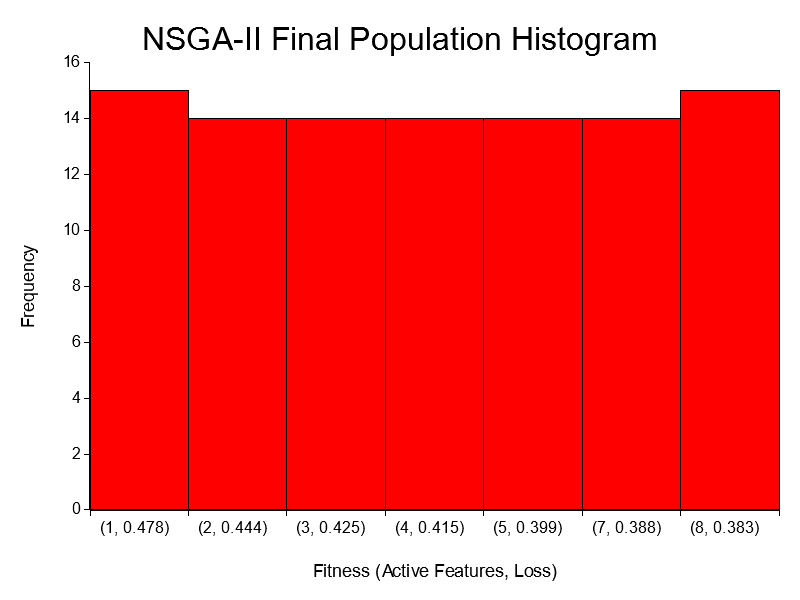 NSGA-II Final Population Histogram
16
14
12
10
8
6
4
2
0
Frequency
(1, 0.478) (2, 0.444) (3, 0.425) (4, 0.415) (5, 0.399) (7, 0.388) (8, 0.383)
Fitness (Active Features, Loss)